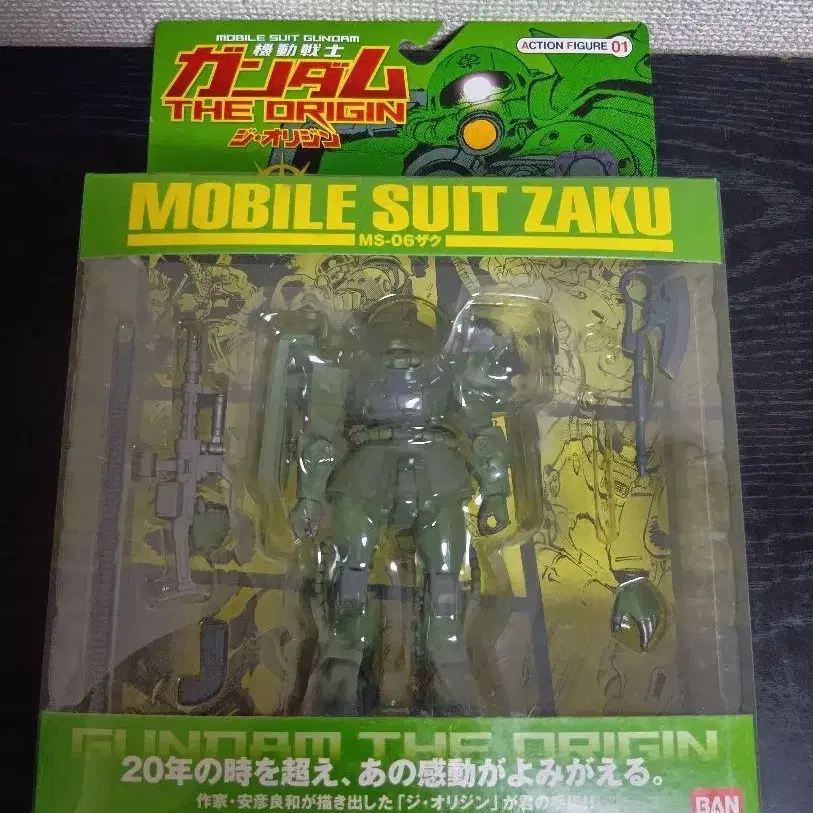 MOBILE SUIT GUNDAM
機動戦士
ガンダム
THE ORIGIN
ジ・オリジン
ACTION FIGURE 01
MOBILE SUIT ZAKU
MS-06ザク
GUNDAM THE ORIGIN
20年の時を超え、あの感動がよみがえる。
作家・安彦良和が描き出した「ジ・オリジン」が君の
BAN